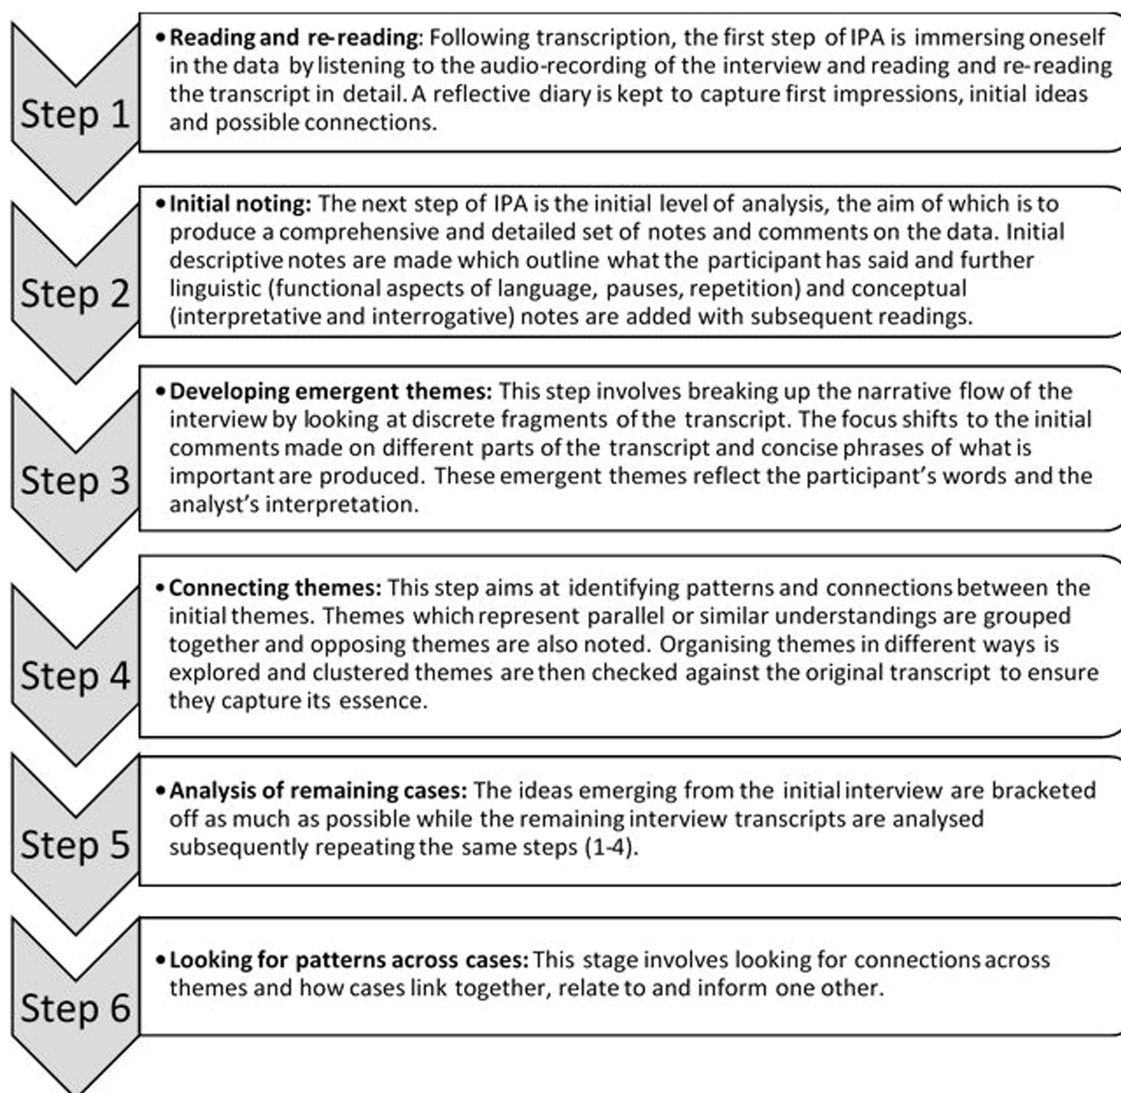 Step 1
• Reading and re-reading: Following transcription, the first step of IPA is immersing oneself
in the data by listening to the audio-recording of the interview and reading and re-reading
the transcript in detail. A reflective diary is kept to capture first impressions, initial ideas
and possible connections.
Step 2
• Initial noting: The next step of IPA is the initial level of analysis, the aim of which is to
produce a comprehensive and detailed set of notes and comments on the data. Initial
descriptive notes are made which outline what the participant has said and further
linguistic (functional aspects of language, pauses, repetition) and conceptual
(interpretative and interrogative) notes are added with subsequent readings.
Step 3
• Developing emergent themes: This step involves breaking up the narrative flow of the
interview by looking at discrete fragments of the transcript. The focus shifts to the initial
comments made on different parts of the transcript and concise phrases of what is
important are produced. These emergent themes reflect the participant's words and the
analyst's interpretation.
Step 4
• Connecting themes: This step aims at identifying patterns and connections between the
initial themes. Themes which represent parallel or similar understandings are grouped
together and opposing themes are also noted. Organising themes in different ways is
explored and clustered themes are then checked against the original transcript to ensure
they capture its essence.
Step 5
• Analysis of remaining cases: The ideas emerging from the initial interview are bracketed
off as much as possible while the remaining interview transcripts are analysed
subsequently repeating the same steps (1-4).
Step 6
• Looking for patterns across cases: This stage involves looking for connections across
themes and how cases link together, relate to and inform one other.